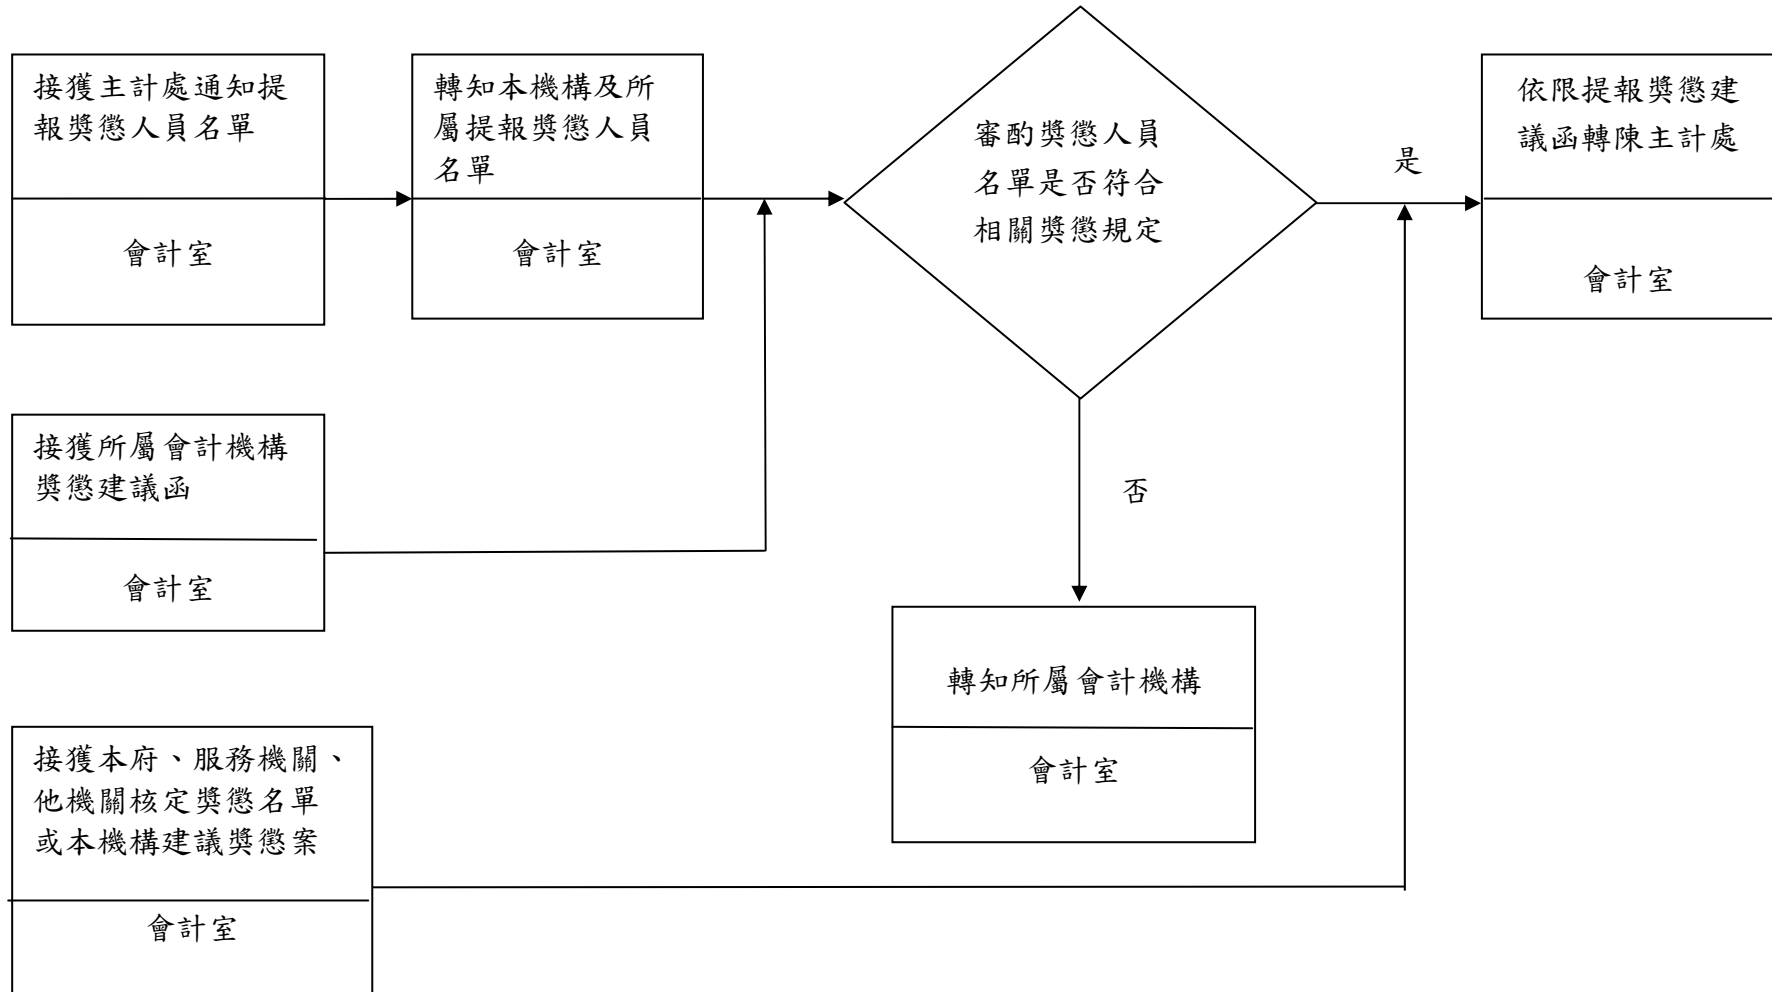 接獲主計處通知提
報獎懲人員名單
會計室
轉知本機構及所
屬提報獎懲人員
名單
會計室
審酌獎懲人員
名單是否符合
相關獎懲規定
是
依限提報獎懲建
議函轉陳主計處
會計室
接獲所屬會計機構
獎懲建議函
會計室
否
轉知所屬會計機構
會計室
接獲本府、服務機關、
他機關核定獎懲名單
或本機構建議獎懲案
會計室